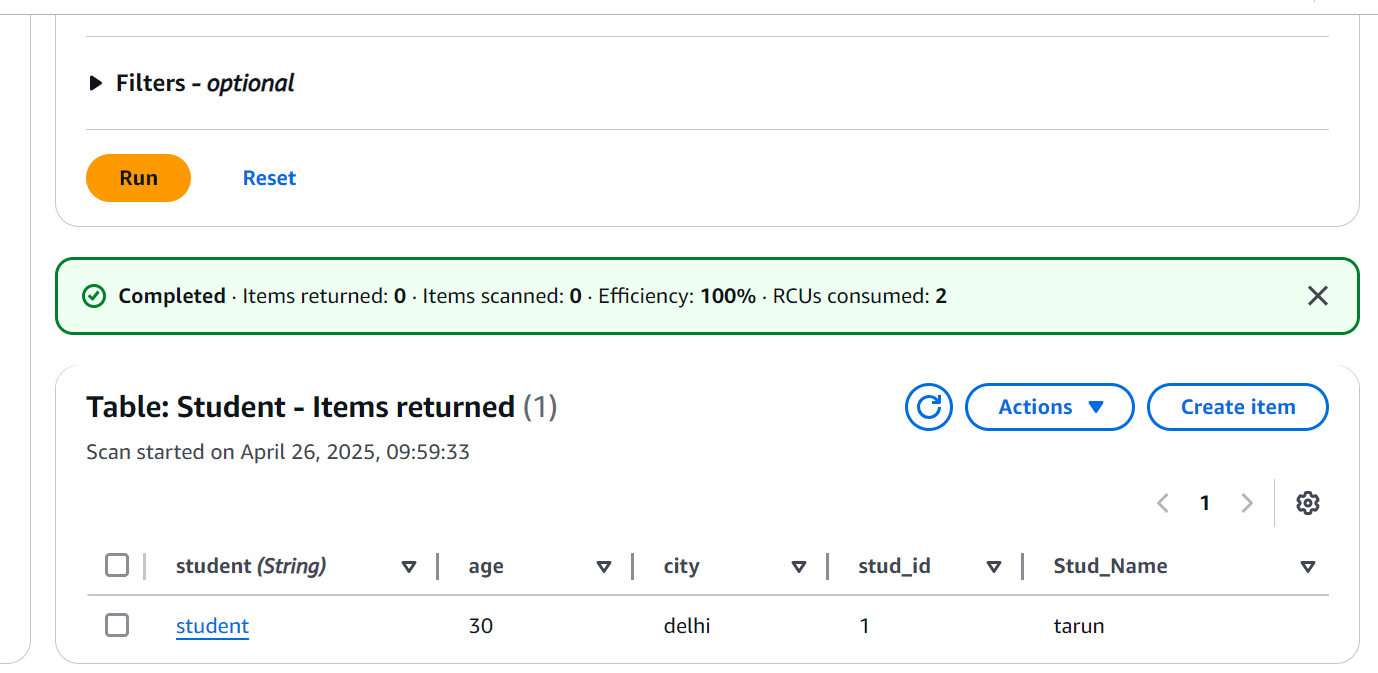 Filters - optional
Run Reset
Completed · Items returned: 0 · Items scanned: 0 · Efficiency: 100% · RCUs consumed: 2
Table: Student - Items returned (1) Actions Create item
Scan started on April 26, 2025, 09:59:33
1
student (String) age city stud_id Stud_Name
student 30 delhi 1 tarun